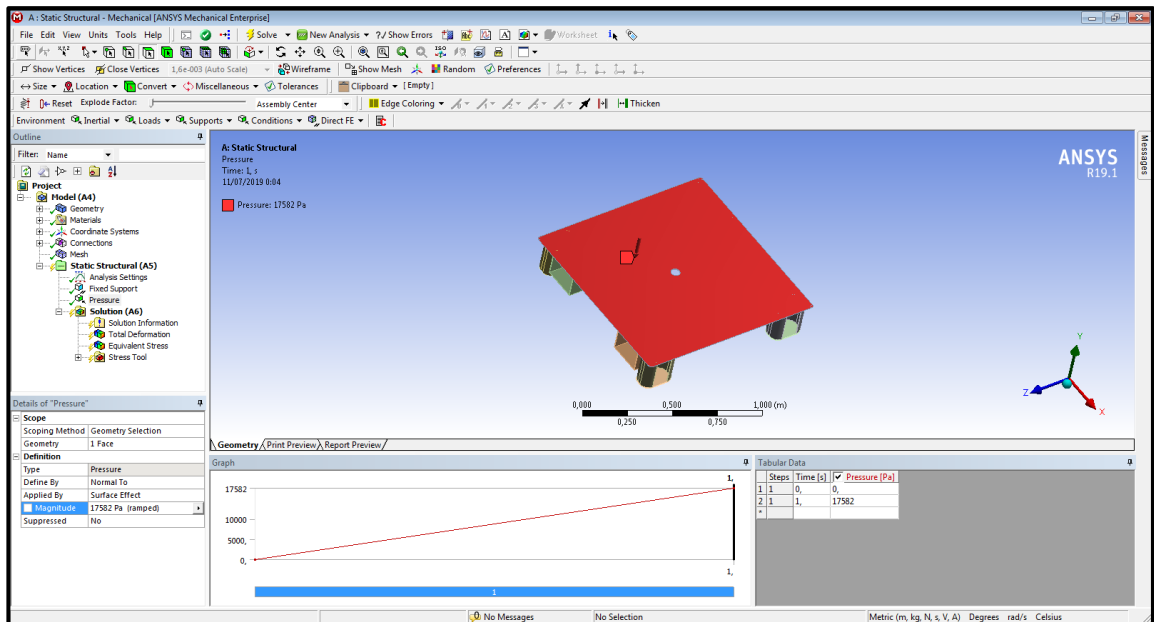 A : Static Structural - Mechanical [ANSYS Mechanical Enterprise]
File Edit View Units Tools Help Solve New Analysis ?/ Show Errors A Worksheet
ISO
Show Vertices Close Vertices 1,6e-003 (Auto Scale) Wireframe Show Mesh Random Preferences
Size Location Convert Miscellaneous Tolerances Clipboard [Empty]
Reset Explode Factor: Assembly Center Edge Coloring Thicken
Environment Inertial Loads Supports Conditions Direct FE
Outline
Filter: Name
Project
Model (A4)
Geometry
Materials
Coordinate Systems
Connections
Mesh
Static Structural (A5)
Analysis Settings
Fixed Support
Pressure
Solution (A6)
Solution Information
Total Deformation
Equivalent Stress
Stress Tool
Details of "Pressure"
Scope
Scoping Method Geometry Selection
Geometry 1 Face
Definition
Type Pressure
Define By Normal To
Applied By Surface Effect
Magnitude 17582 Pa (ramped)
Suppressed No
A: Static Structural
Pressure
Time: 1, s
11/07/2019 0:04
Pressure: 17582 Pa
ANSYS
R19.1
Messages
Y
Z
X
0,000 0,500 1,000 (m)
0,250 0,750
Geometry Print Preview Report Preview
Graph
1,
17582
10000
5000,
0,
1,
1
Tabular Data
Steps Time [s] Pressure [Pa]
1 1 0, 0,
2 1 1, 17582
*
No Messages No Selection Metric (m, kg, N, s, V, A) Degrees rad/s Celsius